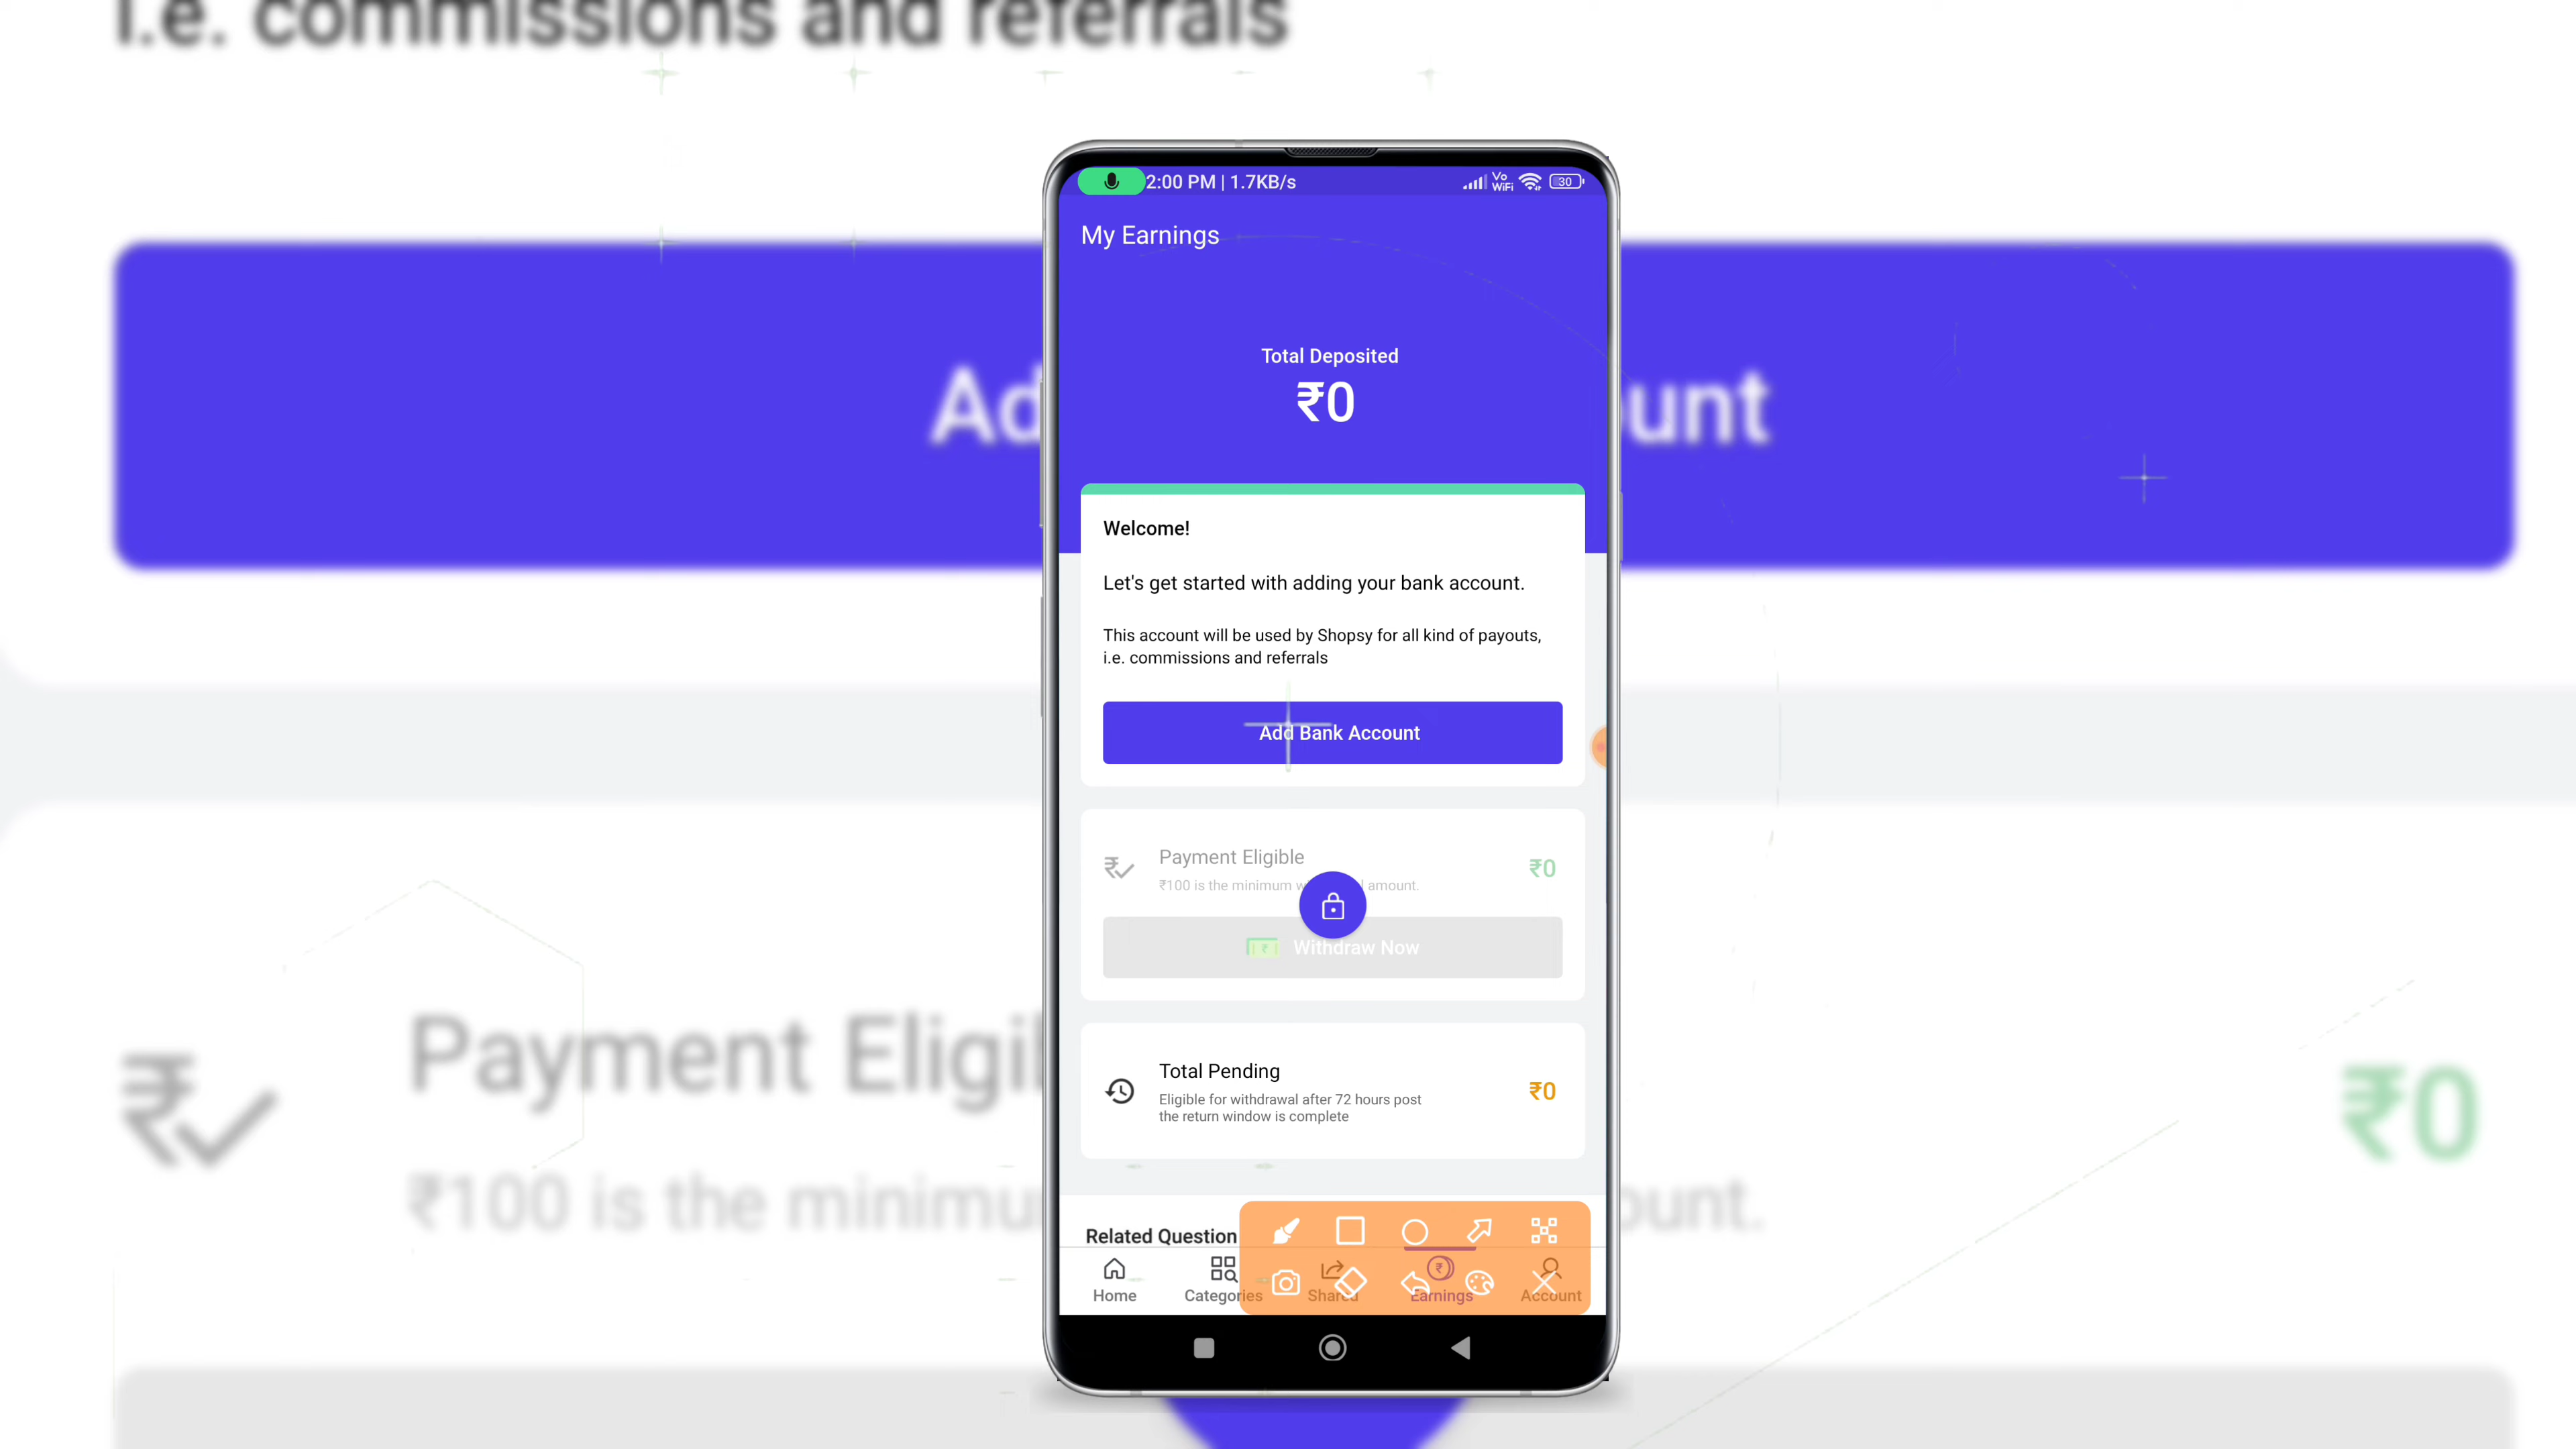 i.e. commissions and referrals
2:00 PM | 1.7KB/s
Vo
WiFi
30
My Earnings
Total Deposited
₹0
Welcome!
Let's get started with adding your bank account.
This account will be used by Shopsy for all kind of payouts,
i.e. commissions and referrals
Add Bank Account
Payment Eligible
₹0
₹100 is the minimum amount.
Withdraw Now
Total Pending
₹0
Eligible for withdrawal after 72 hours post
the return window is complete
Related Question
Home
Categories
Shared
Earnings
Account
Payment
₹0
₹100 is the